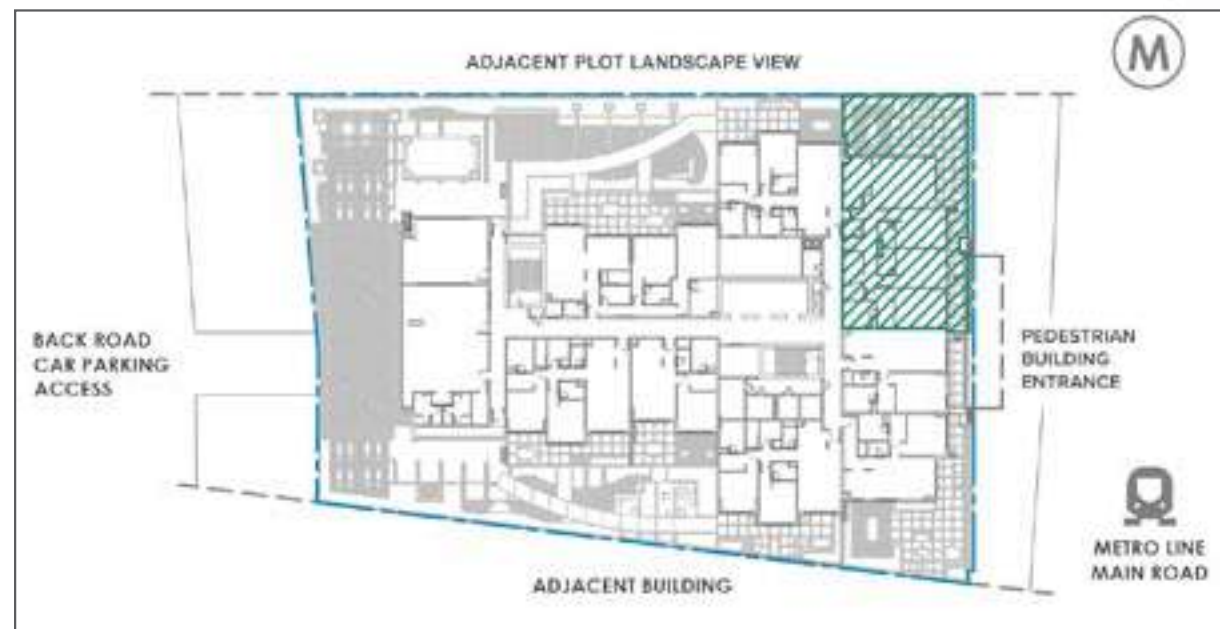 M
ADJACENT PLOT LANDSCAPE VIEW
BACK ROAD
CAR PARKING
ACCESS
PEDESTRIAN
BUILDING
ENTRANCE
METRO LINE
MAIN ROAD
ADJACENT BUILDING